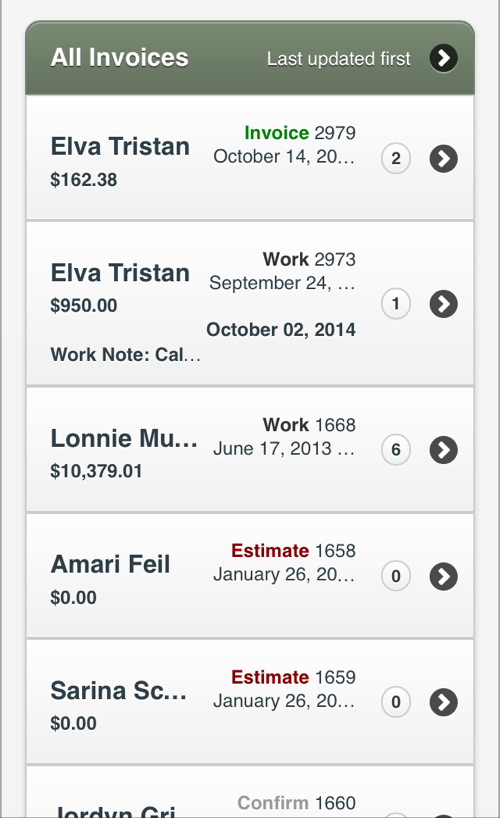 All Invoices Last updated first
Invoice 2979
Elva Tristan October 14, 20…
$162.38 2
Work 2973
Elva Tristan September 24, …
$950.00 1
October 02, 2014
Work Note: Cal…
Work 1668
Lonnie Mu… June 17, 2013 …
$10,379.01 6
Estimate 1658
Amari Feil January 26, 20…
$0.00 0
Estimate 1659
Sarina Sc… January 26, 20…
$0.00 0
Confirm 1660
Jordyn Gri…